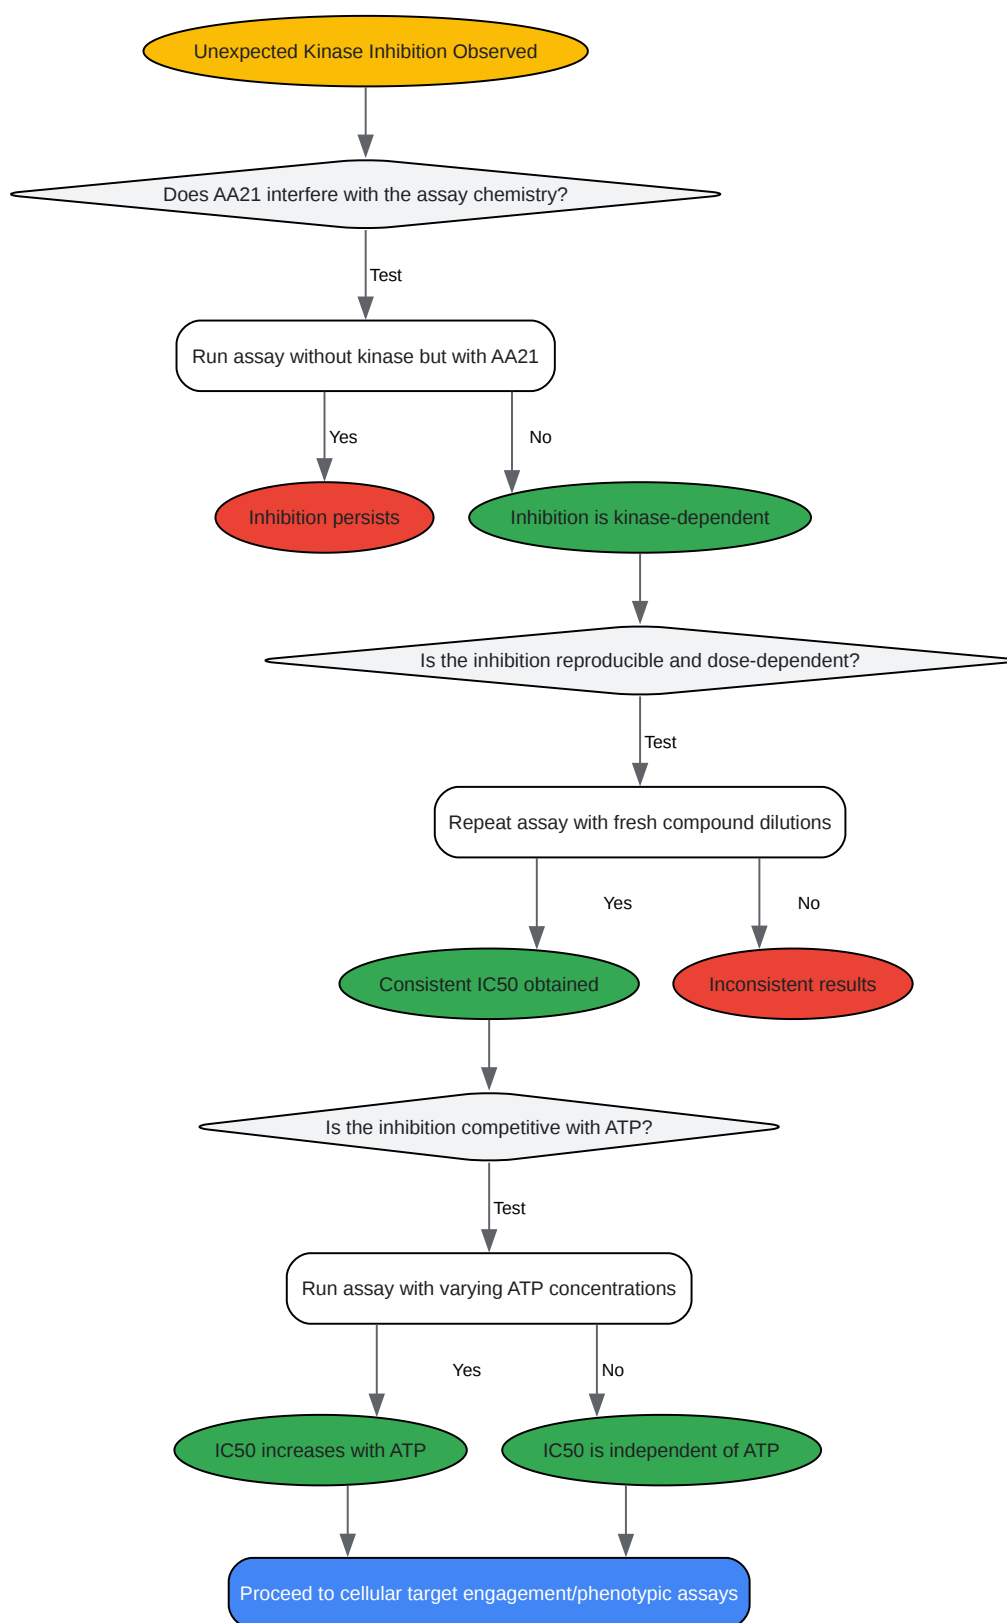 Unexpected Kinase Inhibition Observed
Does AA21 interfere with the assay chemistry?
Test
Run assay without kinase but with AA21
Yes
No
Inhibition persists
Inhibition is kinase-dependent
Is the inhibition reproducible and dose-dependent?
Test
Repeat assay with fresh compound dilutions
Yes
No
Consistent IC50 obtained
Inconsistent results
Is the inhibition competitive with ATP?
Test
Run assay with varying ATP concentrations
Yes
No
IC50 increases with ATP
IC50 is independent of ATP
Proceed to cellular target engagement/phenotypic assays